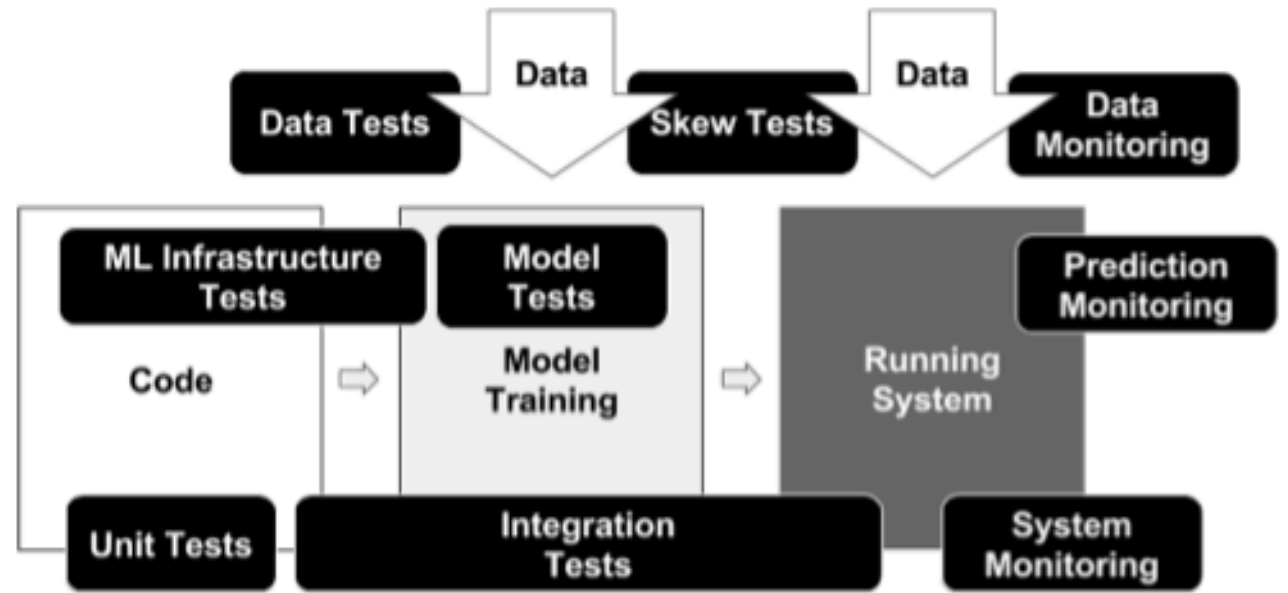 Data
Data
Data Tests
Skew Tests
Data
Monitoring
ML Infrastructure
Tests
Model
Tests
Prediction
Monitoring
Code
Model
Training
Running
System
Unit Tests
Integration
Tests
System
Monitoring